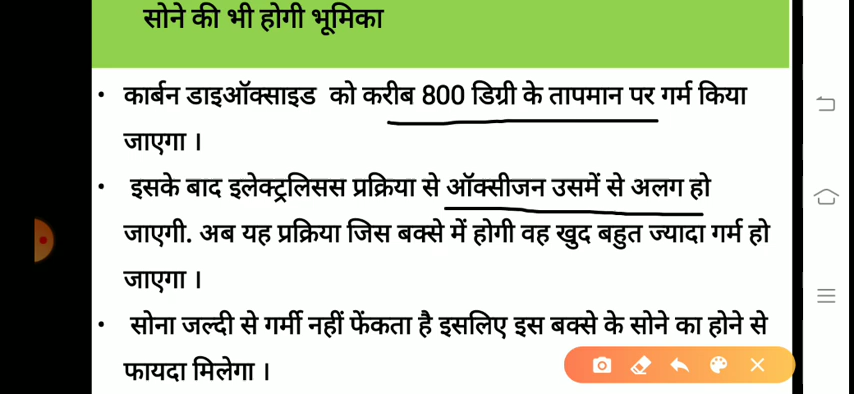 सोने की भी होगी भूमिका
• कार्बन डाइऑक्साइड को करीब 800 डिग्री के तापमान पर गर्म किया
जाएगा ।
• इसके बाद इलेक्ट्रलिसस प्रक्रिया से ऑक्सीजन उसमें से अलग हो
जाएगी. अब यह प्रक्रिया जिस बक्से में होगी वह खुद बहुत ज्यादा गर्म हो
जाएगा ।
• सोना जल्दी से गर्मी नहीं फेंकता है इसलिए इस बक्से के सोने का होने से
फायदा मिलेगा ।